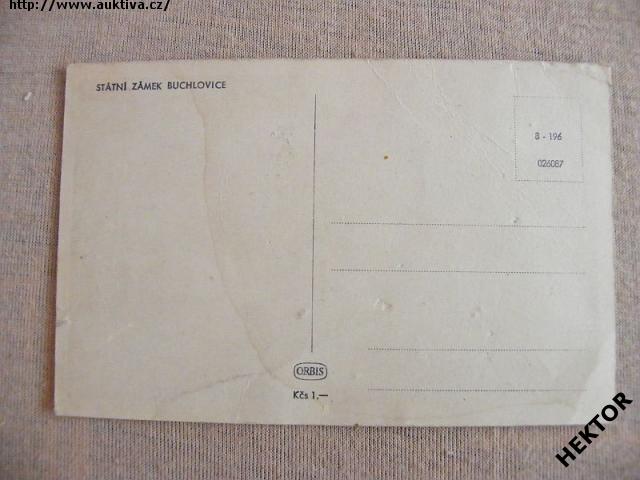 http://www.auktiva.cz/
STÁTNÍ ZÁMEK BUCHLOVICE
8 - 196
026087
ORBIS
Kčs 1,—
HEKTOR